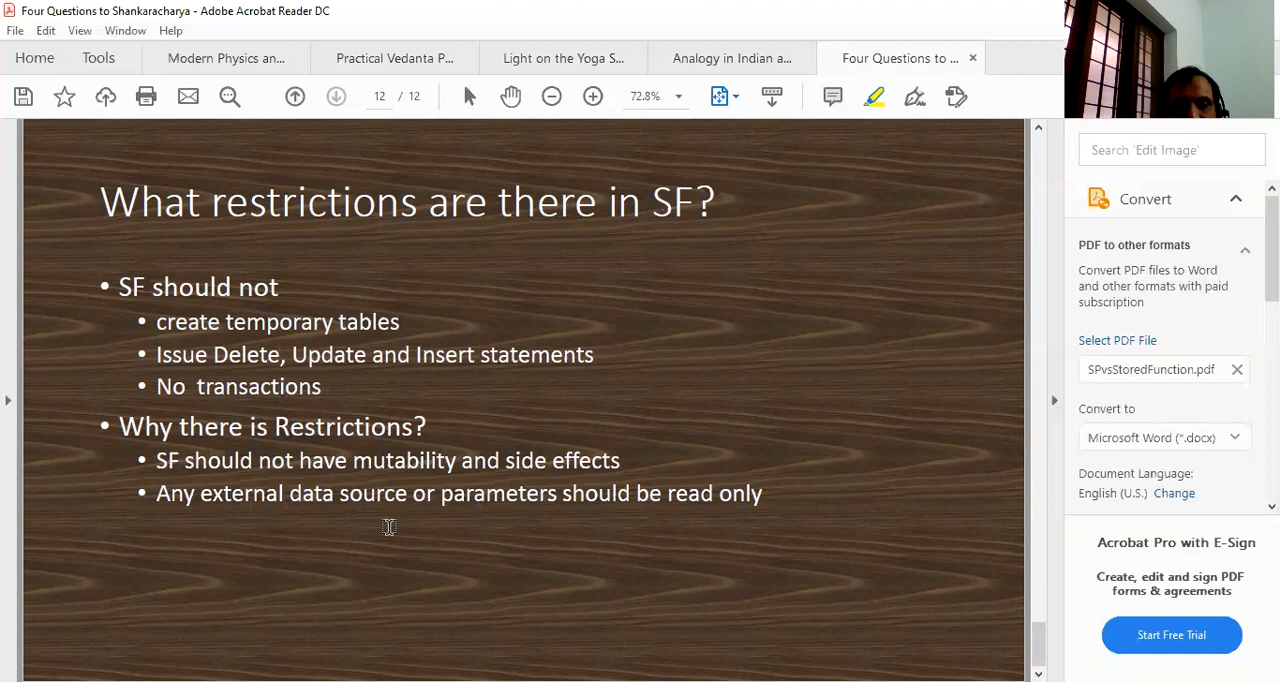 Four Questions to Shankaracharya - Adobe Acrobat Reader DC
File Edit View Window Help
Home Tools Modern Physics an... Practical Vedanta P... Light on the Yoga S... Analogy in Indian a... Four Questions to ... ×
12 / 12 72.8%
What restrictions are there in SF?
• SF should not
• create temporary tables
• Issue Delete, Update and Insert statements
• No transactions
• Why there is Restrictions?
• SF should not have mutability and side effects
• Any external data source or parameters should be read only
Search 'Edit Image'
Convert
PDF to other formats
Convert PDF files to Word
and other formats with paid
subscription
Select PDF File
SPvsStoredFunction.pdf
Convert to
Microsoft Word (*.docx)
Document Language:
English (U.S.) Change
Acrobat Pro with E-Sign
Create, edit and sign PDF
forms & agreements
Start Free Trial